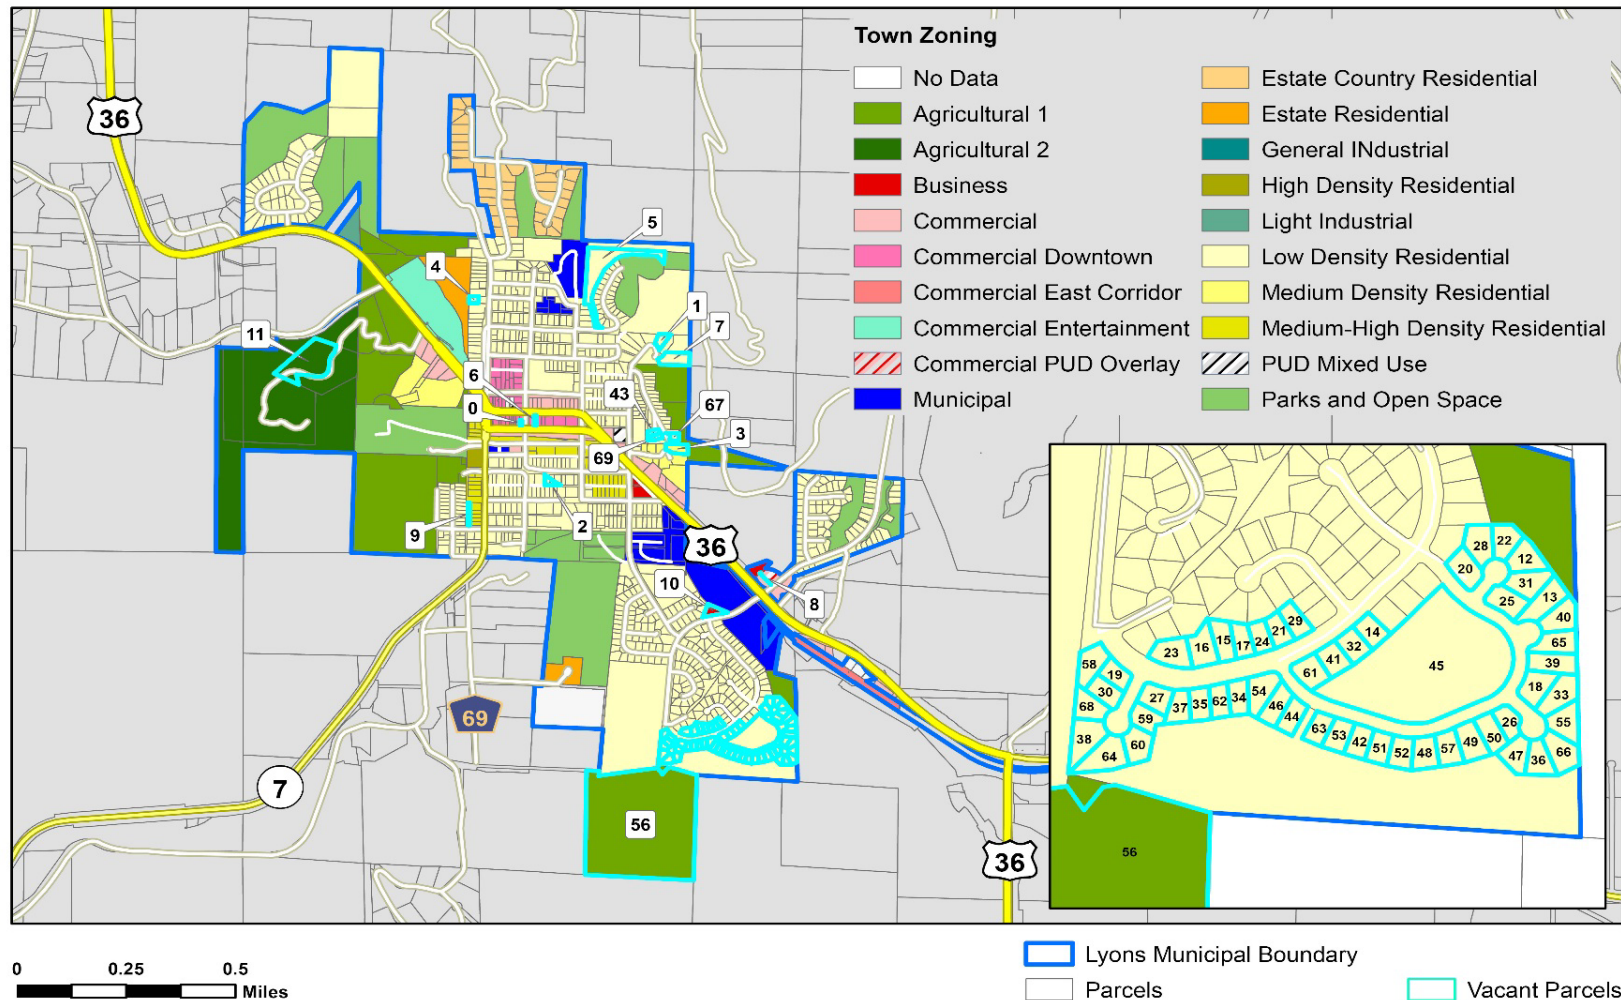 Town Zoning
No Data
Agricultural 1
Agricultural 2
Business
Commercial
Commercial Downtown
Commercial East Corridor
Commercial Entertainment
Commercial PUD Overlay
Municipal
Estate Country Residential
Estate Residential
General INdustrial
High Density Residential
Light Industrial
Low Density Residential
Medium Density Residential
Medium-High Density Residential
PUD Mixed Use
Parks and Open Space
36
5
4
1
7
11
6
43
0
67
3
69
2
9
36
10
8
69
7
56
36
28
22
12
20
31
25
13
40
65
39
18
33
55
66
36
47
26
50
49
57
48
52
51
42
53
63
44
46
54
34
62
35
37
27
59
60
64
38
68
30
19
58
23
16
15
17
24
21
29
14
32
41
61
45
56
0 0.25 0.5
Miles
Lyons Municipal Boundary
Parcels
Vacant Parcels